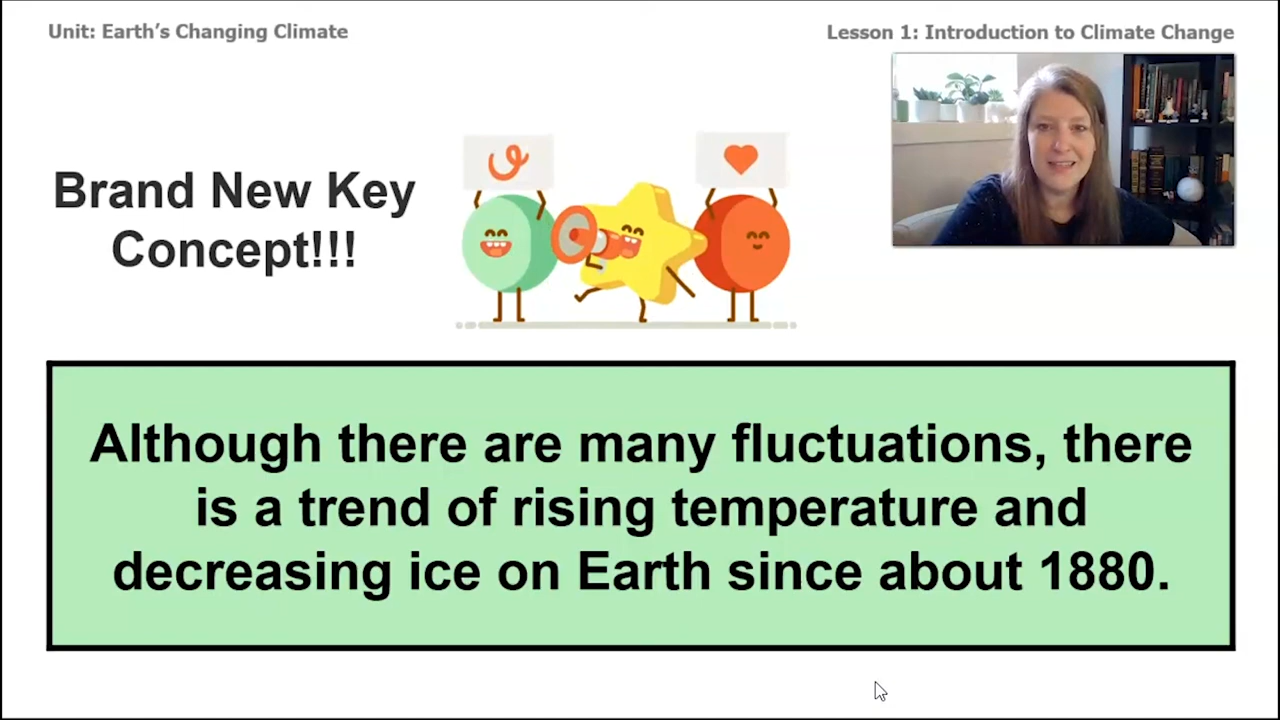 Unit: Earth's Changing Climate
Lesson 1: Introduction to Climate Change
Brand New Key
Concept!!!
Although there are many fluctuations, there
is a trend of rising temperature and
decreasing ice on Earth since about 1880.